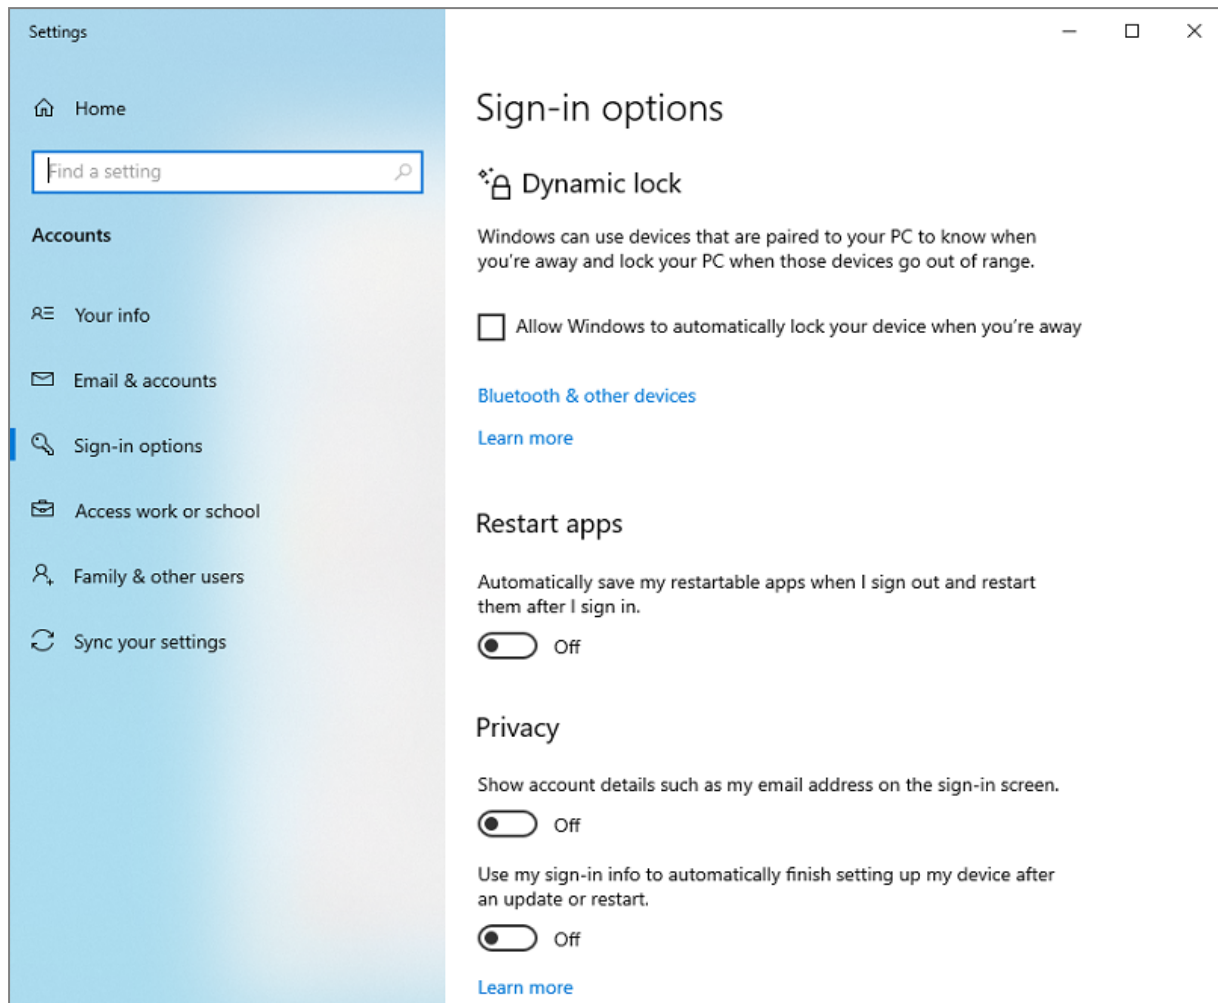 Settings
Home
Find a setting
Accounts
Your info
Email & accounts
Sign-in options
Access work or school
Family & other users
Sync your settings
Sign-in options
Dynamic lock
Windows can use devices that are paired to your PC to know when
you're away and lock your PC when those devices go out of range.
Allow Windows to automatically lock your device when you're away
Bluetooth & other devices
Learn more
Restart apps
Automatically save my restartable apps when I sign out and restart
them after I sign in.
Off
Privacy
Show account details such as my email address on the sign-in screen.
Off
Use my sign-in info to automatically finish setting up my device after
an update or restart.
Off
Learn more